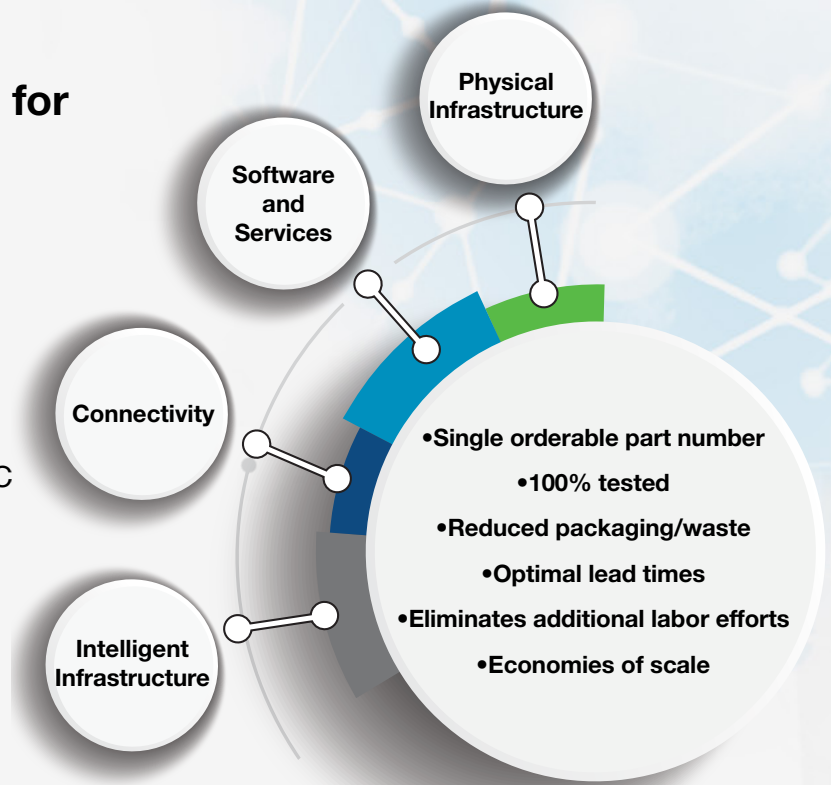 for
Physical
Infrastructure
Software
and
Services
Connectivity
C
Intelligent
Infrastructure
•Single orderable part number
•100% tested
•Reduced packaging/waste
•Optimal lead times
•Eliminates additional labor efforts
•Economies of scale